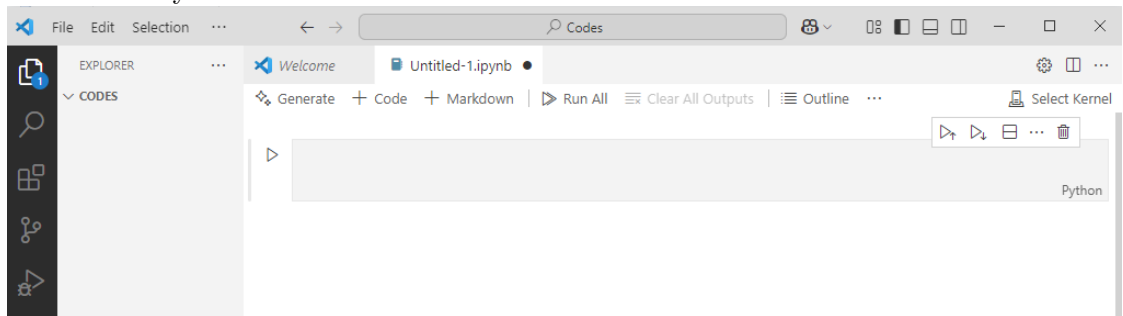 File Edit Selection ··· Codes
EXPLORER ··· Welcome Untitled-1.ipynb ···
CODES Generate + Code + Markdown Run All Clear All Outputs Outline ··· Select Kernel
···
Python
1